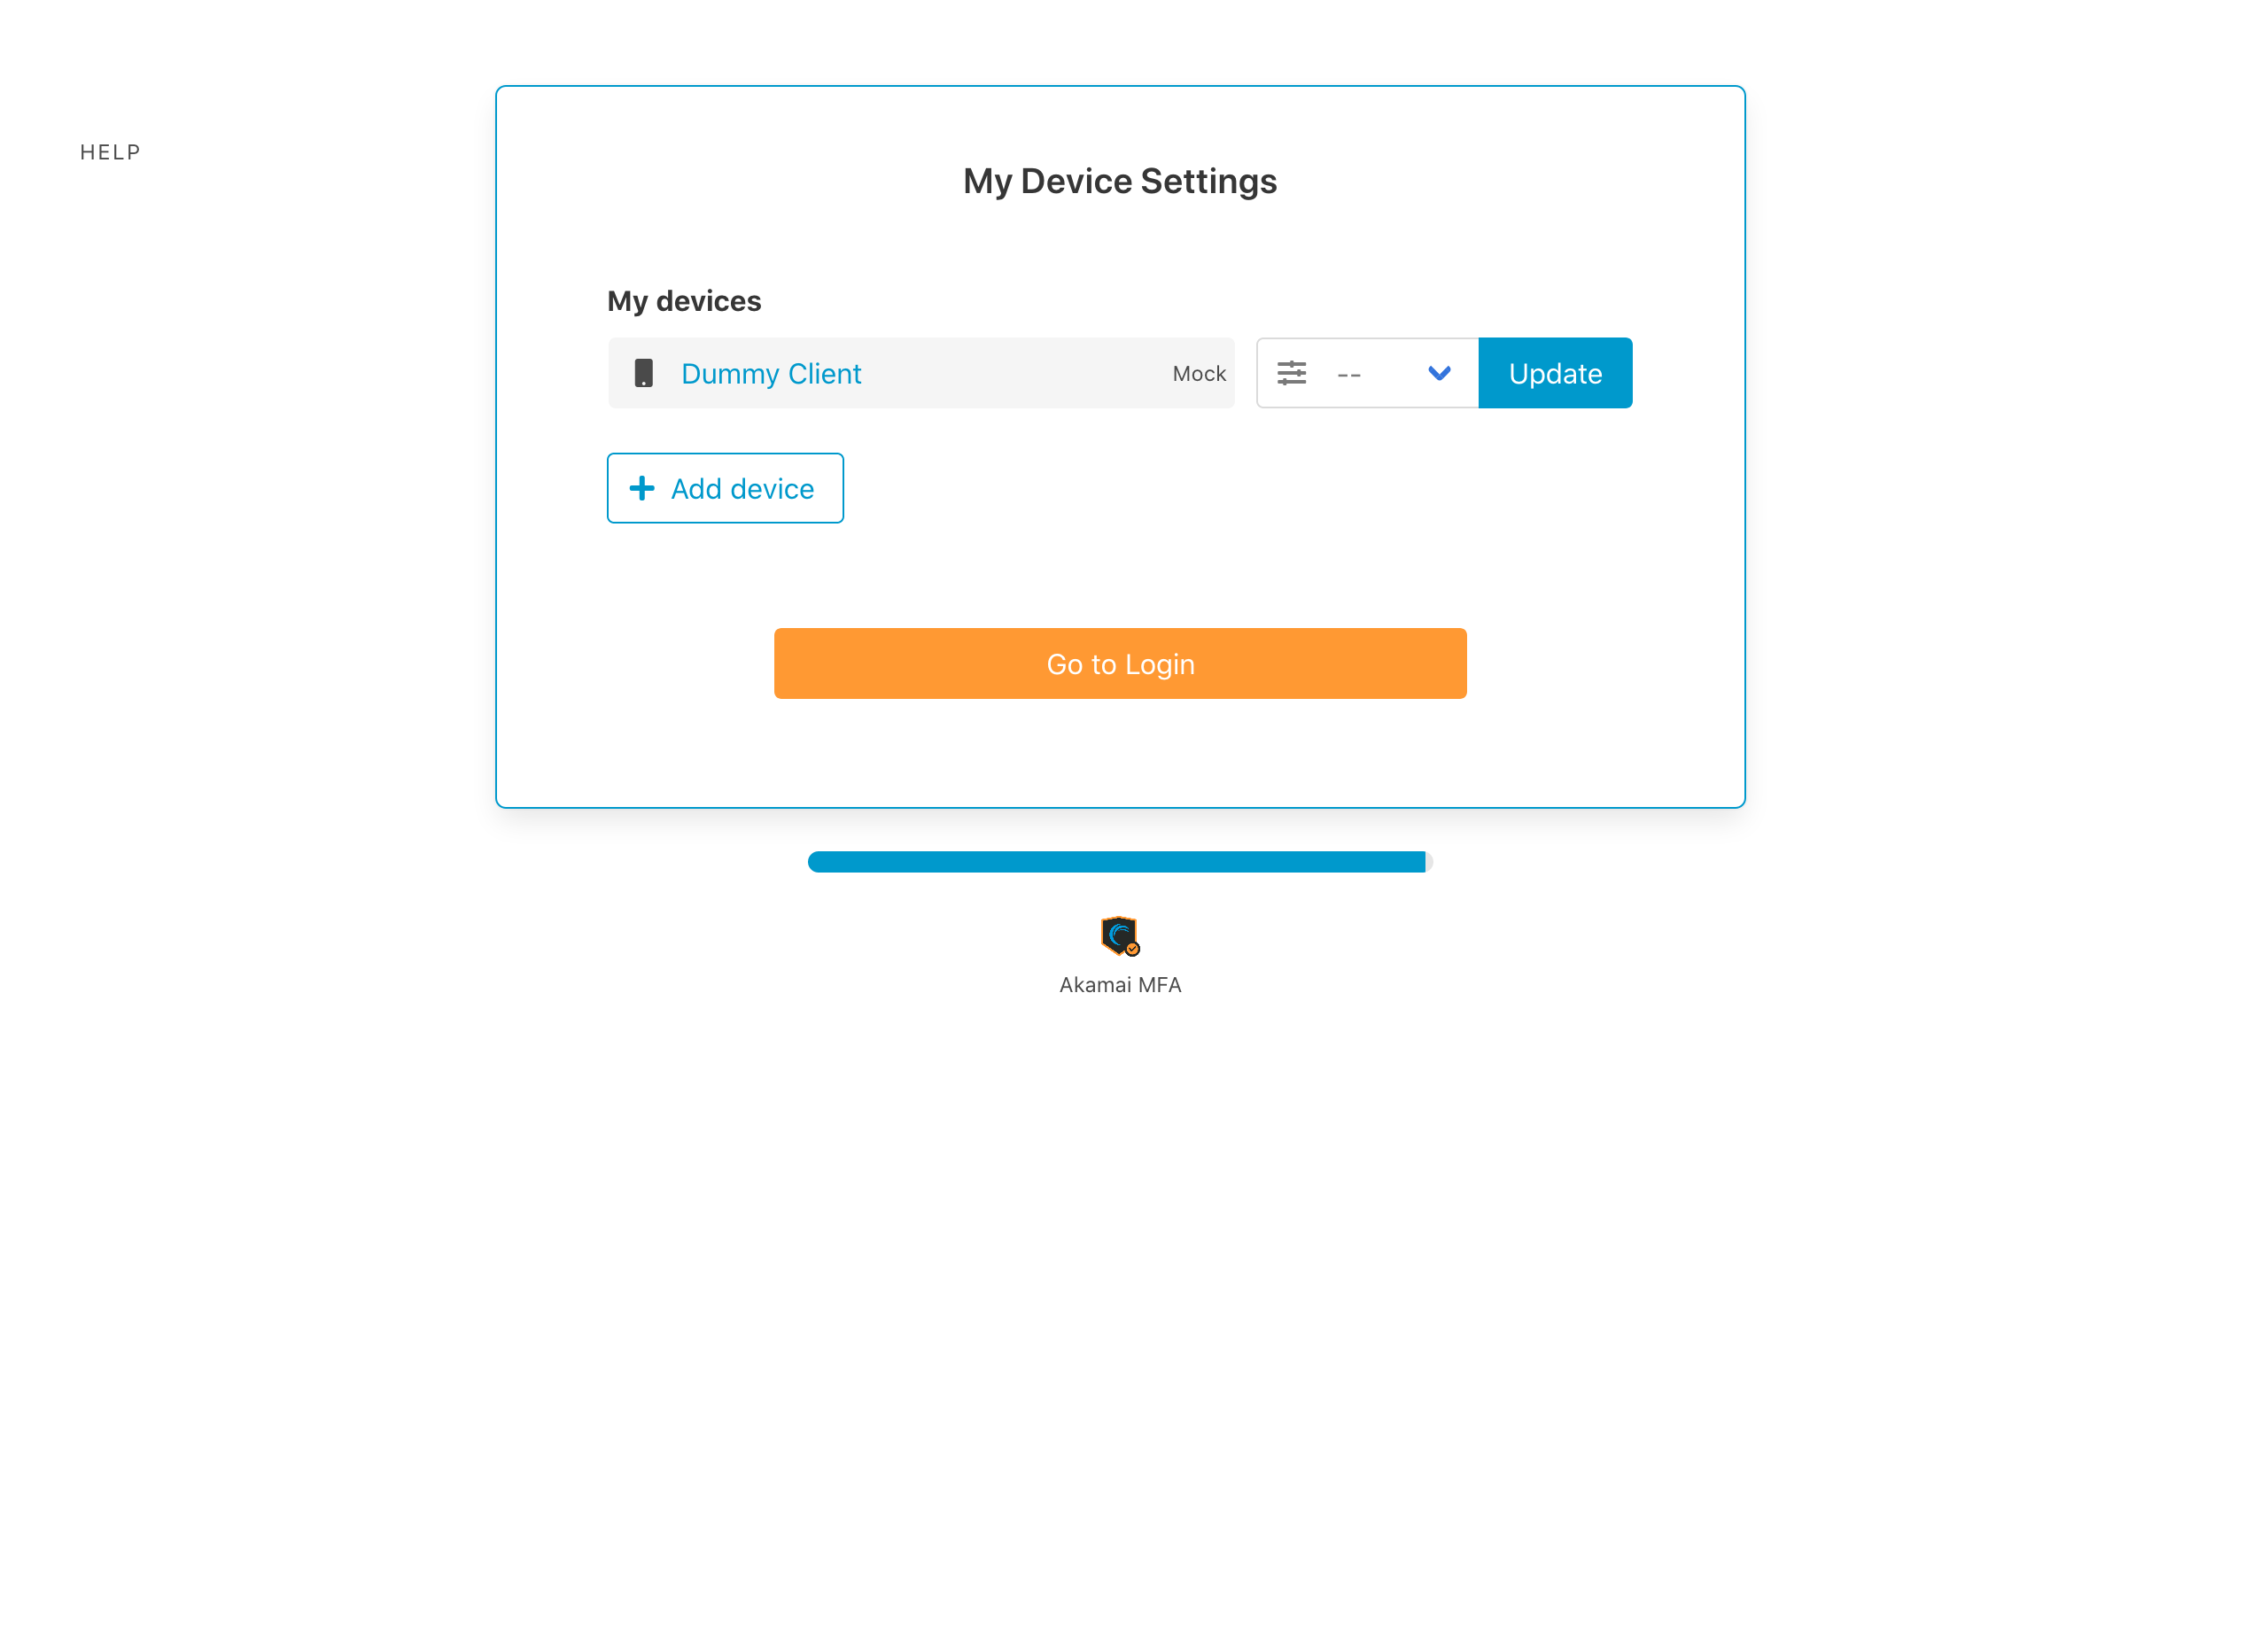 HELP
My Device Settings
My devices
Dummy Client Mock -- Update
Add device
Go to Login
Akamai MFA